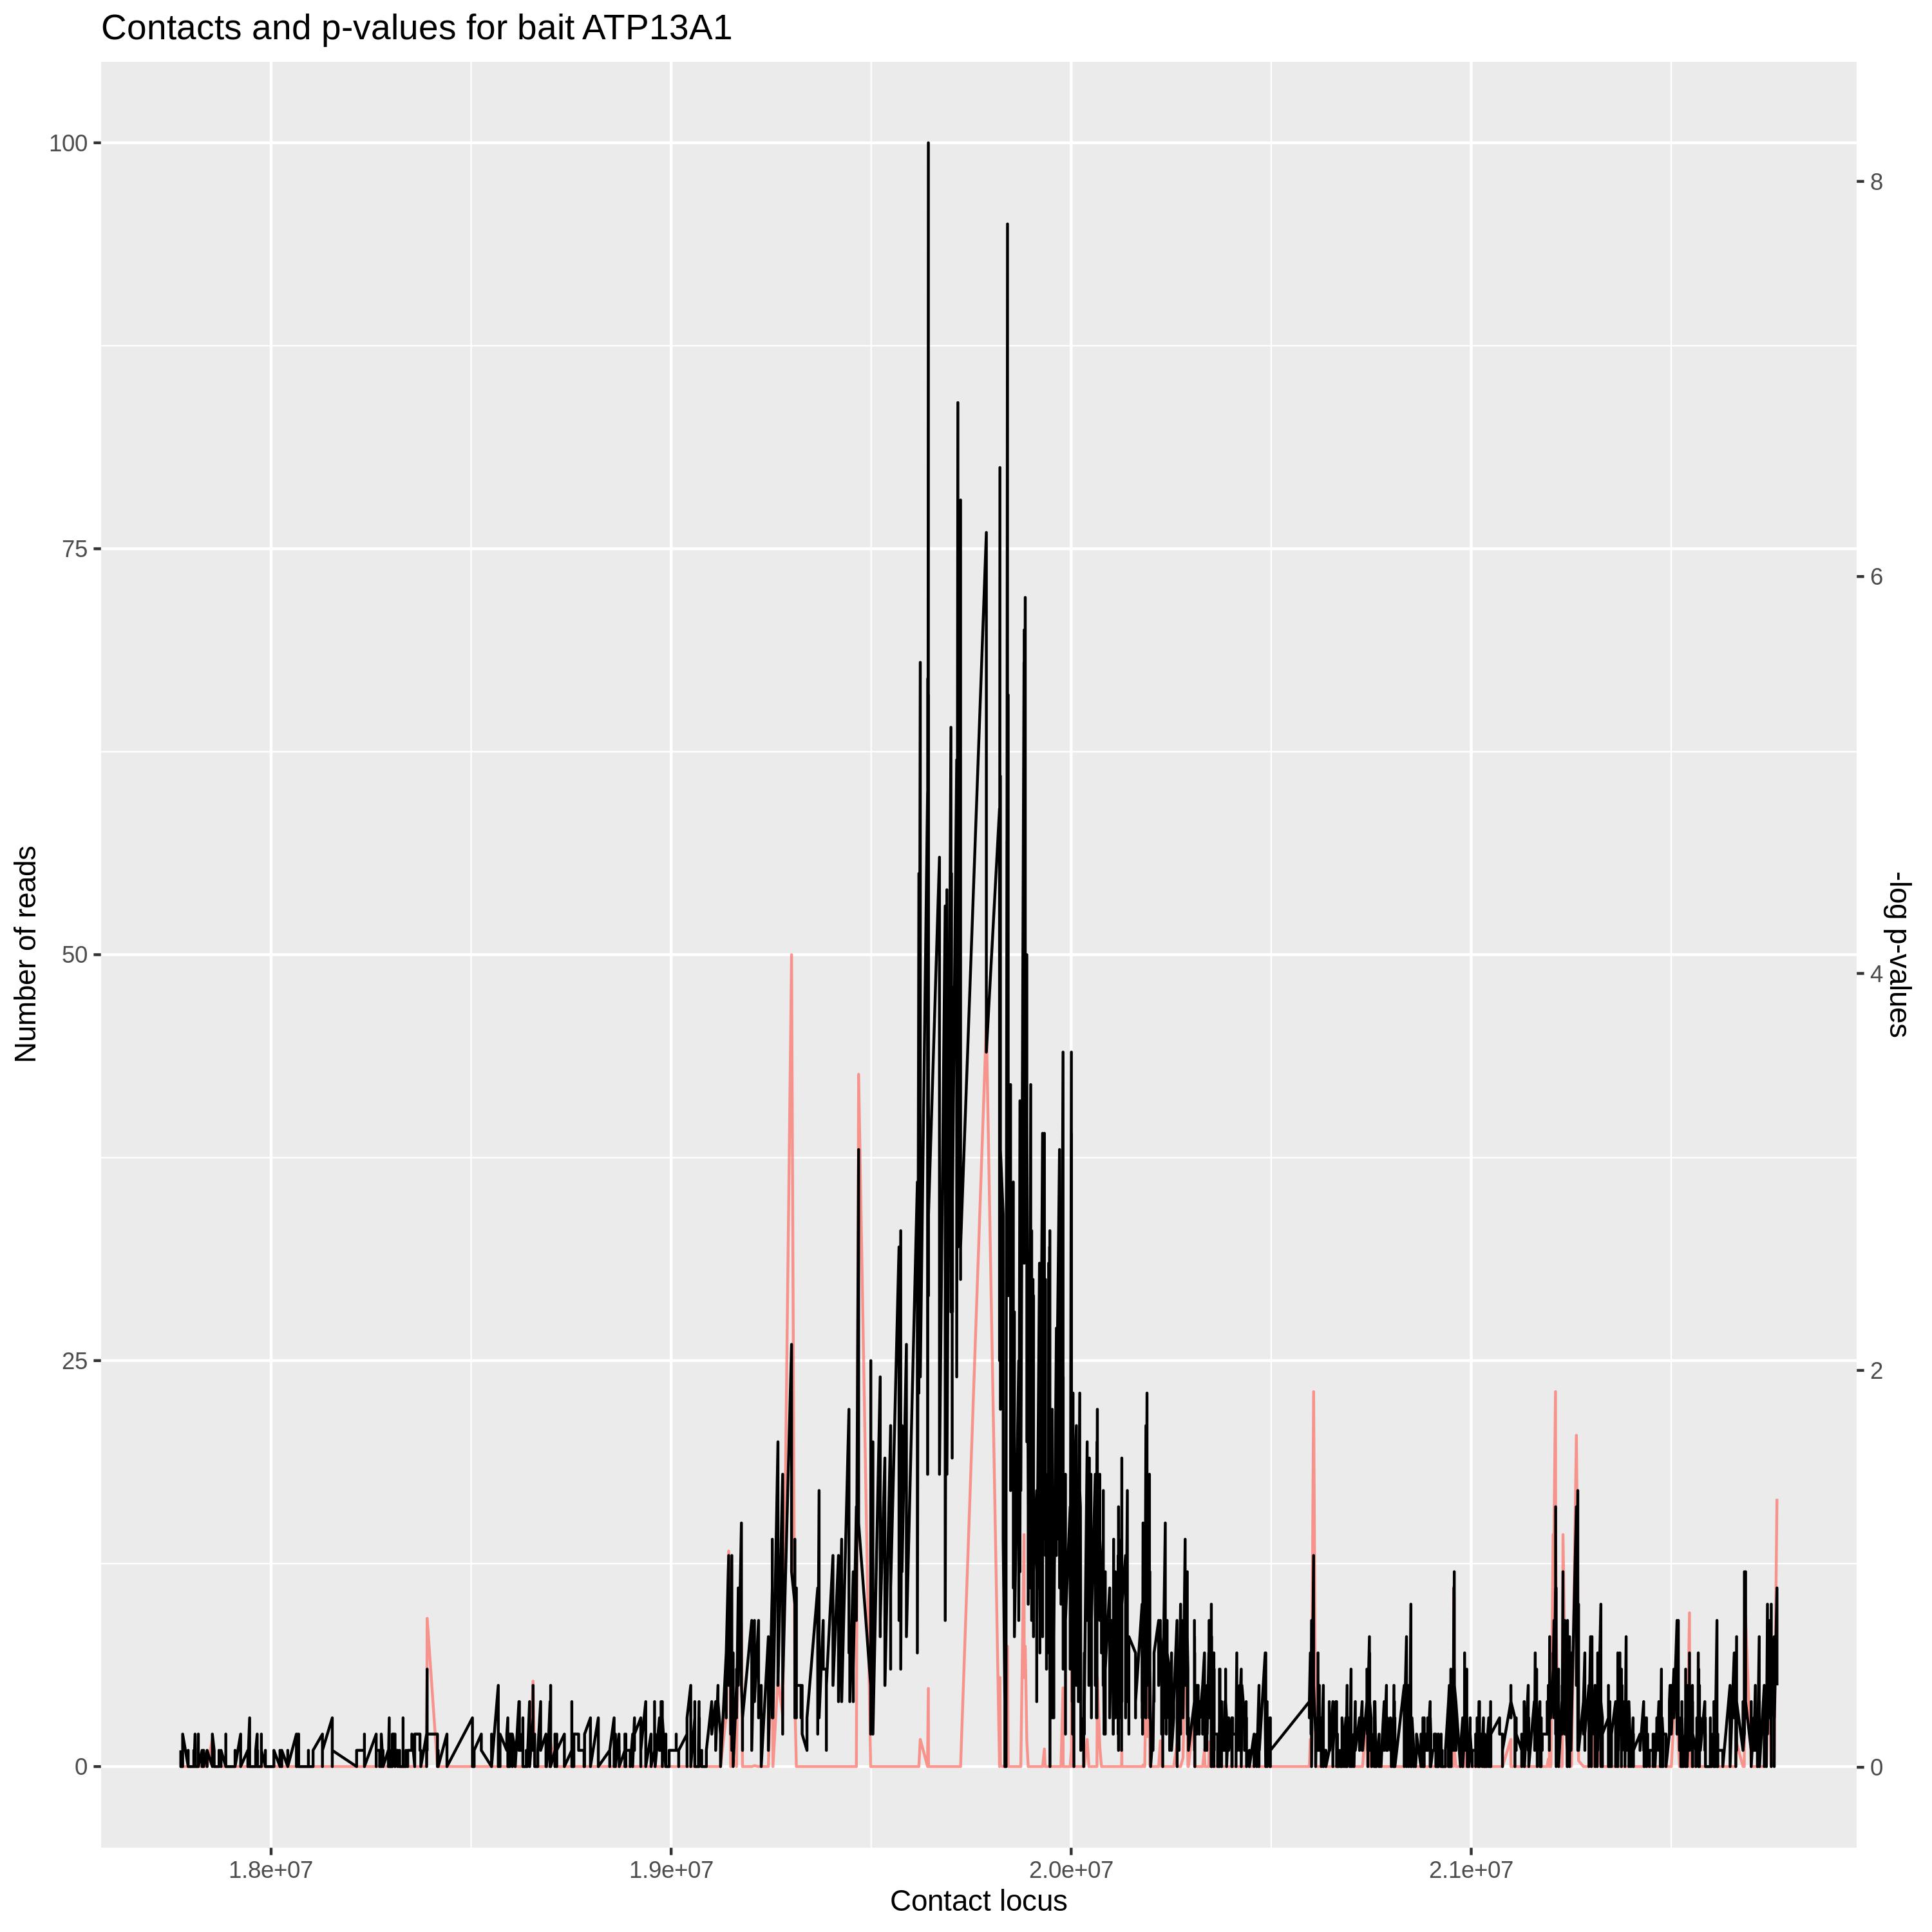 Contacts and p-values for bait ATP13A1
100
75
50
25
0
Number of reads
8
6
4
2
0
-log p-values
1.8e+07
1.9e+07
2.0e+07
2.1e+07
Contact locus